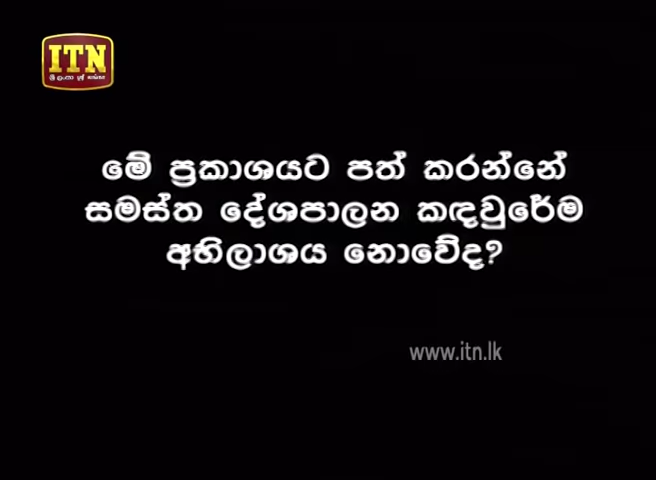 ITN
මේ ප්‍රකාශයට පත් කරන්නේ
සමස්ත දේශපාලන කඳවුරේම
අභිලාශය නොවේද?
www.itn.lk